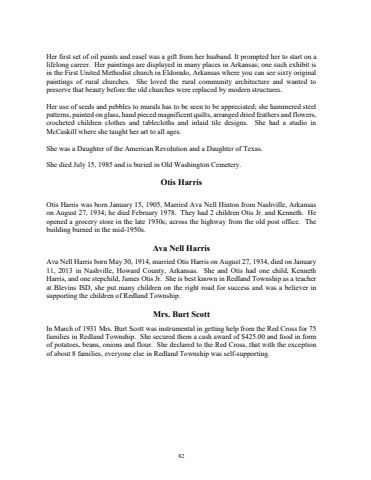 Her first set of oil paints and easel was a gift from her husband. It prompted her to start on a
lifelong career. Her paintings are displayed in many places in Arkansas; one such exhibit is
in the First United Methodist church in Eldorado, Arkansas where you can see sixty original
paintings of rural churches. She loved the rural community architecture and wanted to
preserve that beauty before the old churches were replaced by modern structures.
Her use of seeds and pebbles to murals has to be seen to be appreciated; she hammered steel
patterns, painted on glass, hand pieced magnificent quilts, arranged dried feathers and flowers,
crocheted children clothes and tablecloths and inlaid tile designs. She had a studio in
McCaskill where she taught her art to all ages.
She was a Daughter of the American Revolution and a Daughter of Texas.
She died July 15, 1985 and is buried in Old Washington Cemetery.
Otis Harris
Otis Harris was born January 15, 1905, Married Ava Nell Hinton from Nashville, Arkansas
on August 27, 1934; he died February 1978. They had 2 children Otis Jr. and Kenneth. He
opened a grocery store in the late 1930s; across the highway from the old post office. The
building burned in the mid-1950s.
Ava Nell Harris
Ava Nell Harris born May 30, 1914, married Otis Harris on August 27, 1934, died on January
11, 2013 in Nashville, Howard County, Arkansas. She and Otis had one child, Kenneth
Harris, and one stepchild, James Otis Jr. She is best known in Redland Township as a teacher
at Blevins ISD, she put many children on the right road for success and was a believer in
supporting the children of Redland Township.
Mrs. Burt Scott
In March of 1931 Mrs. Burt Scott was instrumental in getting help from the Red Cross for 75
families in Redland Township. She secured them a cash award of $425.00 and food in form
of potatoes, beans, onions and flour. She declared to the Red Cross, that with the exception
of about 8 families, everyone else in Redland Township was self-supporting.
82